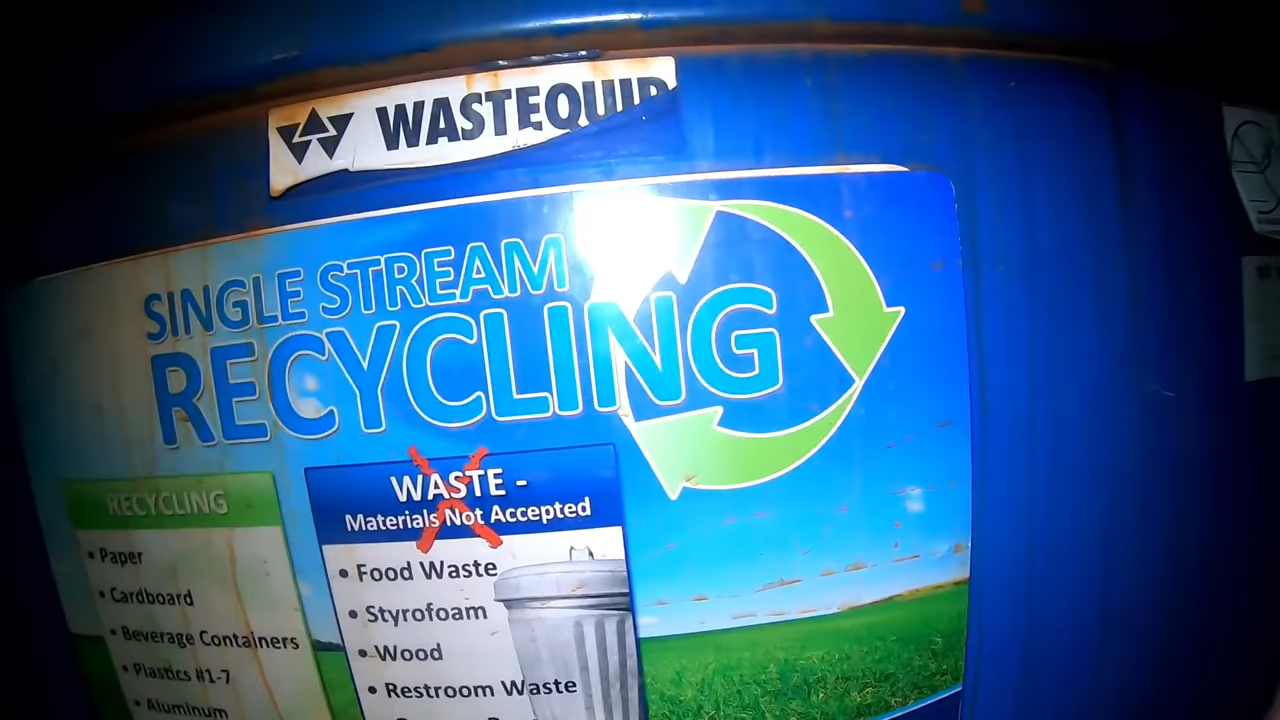 WASTEQUIP
SINGLE STREAM
RECYCLING
RECYCLING
• Paper
• Cardboard
• Beverage Containers
• Plastics #1-7
• Aluminum
WASTE -
Materials Not Accepted
• Food Waste
• Styrofoam
• Wood
• Restroom Waste